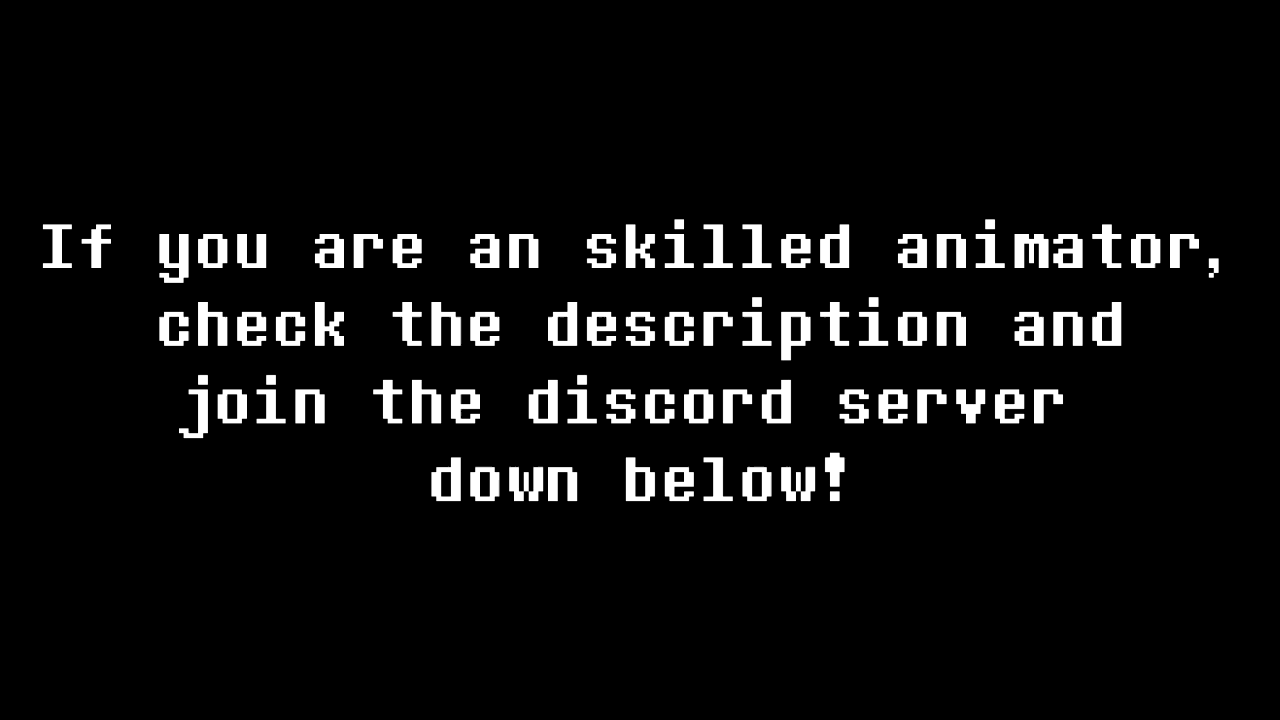 If you are an skilled animator,
check the description and
join the discord server
down below!